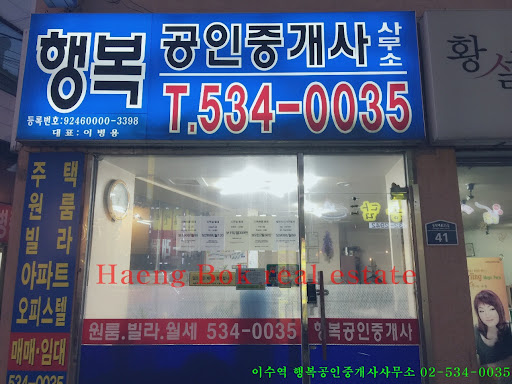 행복 공인중개사 사무소
T.534-0035
등록번호:92460000-3398
대표:이병용
주택
원룸
빌라
아파트
오피스텔
매매·임대
534-0035
Haeng Bok real estate
원룸.빌라.월세 534-0035 행복공인중개사
41
황
이수역 행복공인중개사사무소 02-534-0035